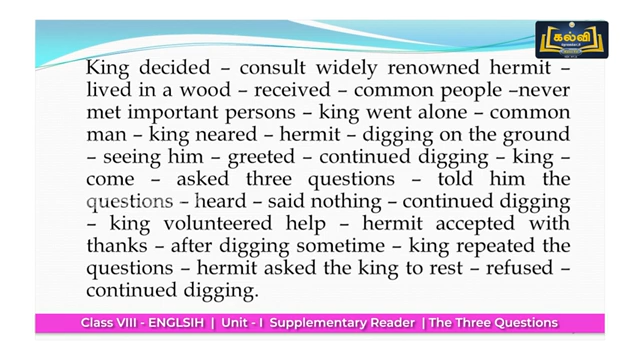 கல்வி
King decided – consult widely renowned hermit –
lived in a wood – received – common people –never
met important persons – king went alone – common
man – king neared – hermit – digging on the ground
– seeing him – greeted – continued digging – king –
come – asked three questions – told him the
questions – heard – said nothing – continued digging
– king volunteered help – hermit accepted with
thanks – after digging sometime – king repeated the
questions – hermit asked the king to rest – refused –
continued digging.
Class VIII - ENGLSIH | Unit - I Supplementary Reader | The Three Questions